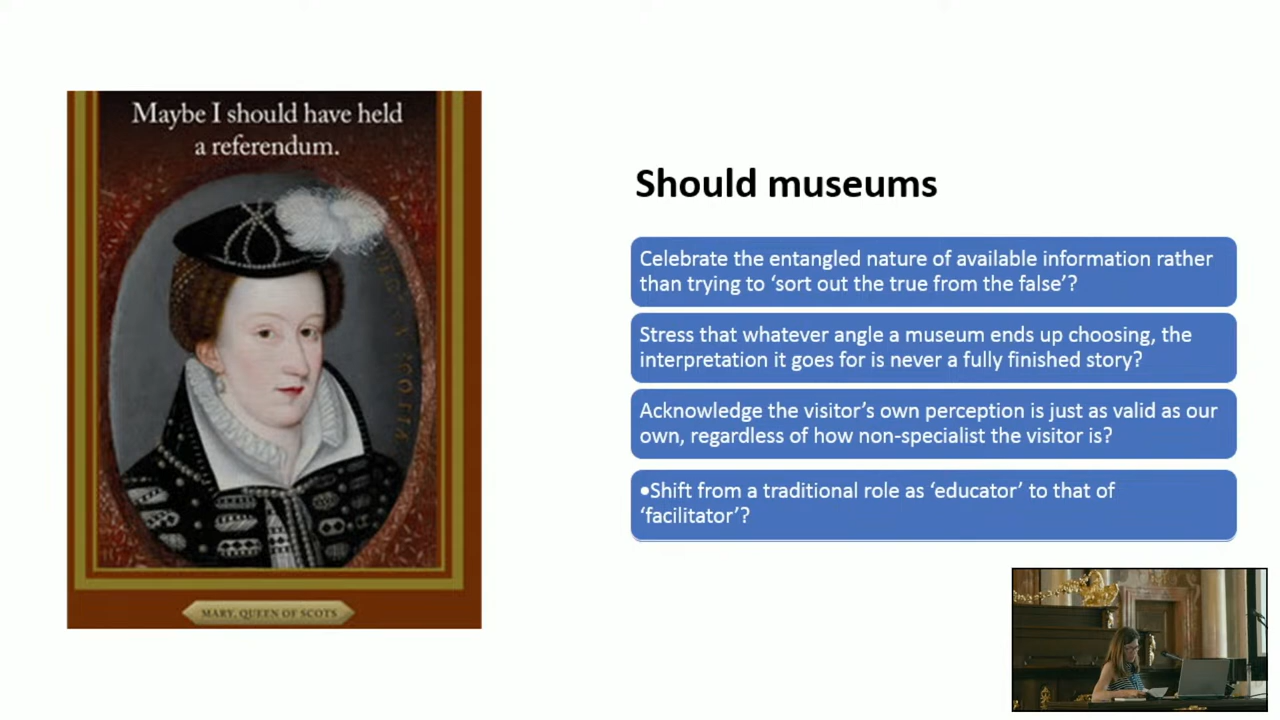 Maybe I should have held
a referendum.
MARY, QUEEN OF SCOTS
Should museums
Celebrate the entangled nature of available information rather
than trying to ‘sort out the true from the false’?
Stress that whatever angle a museum ends up choosing, the
interpretation it goes for is never a fully finished story?
Acknowledge the visitor’s own perception is just as valid as our
own, regardless of how non-specialist the visitor is?
•Shift from a traditional role as ‘educator’ to that of
‘facilitator’?